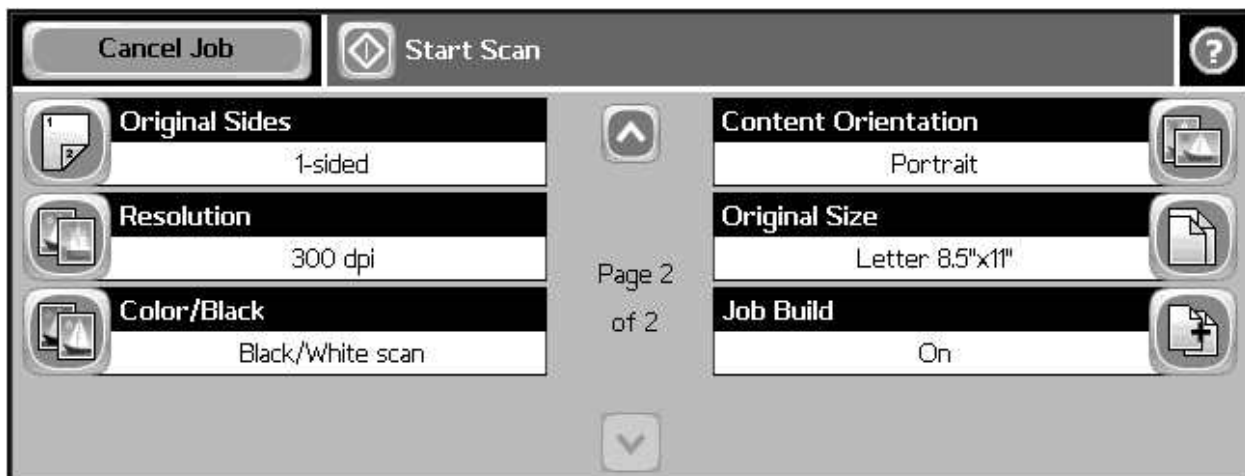 Cancel Job
Start Scan
?
Original Sides
1-sided
Resolution
300 dpi
Color/Black
Black/White scan
Page 2
of 2
Content Orientation
Portrait
Original Size
Letter 8.5"x11"
Job Build
On